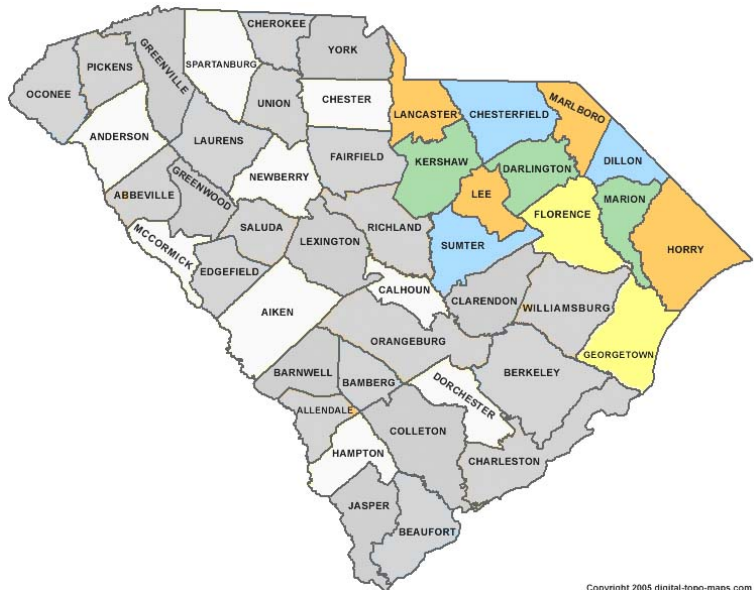 CHEROKEE
YORK
GREENVILLE
SPARTANBURG
PICKENS
OCONEE
UNION
CHESTER
LANCASTER
CHESTERFIELD
MARLBORO
ANDERSON
LAURENS
FAIRFIELD
KERSHAW
DARLINGTON
DILLON
NEWBERRY
ABBEVILLE
GREENWOOD
LEE
MARION
FLORENCE
SALUDA
LEXINGTON
RICHLAND
SUMTER
HORRY
MCCORMICK
EDGEFIELD
CALHOUN
CLARENDON
WILLIAMSBURG
AIKEN
ORANGEBURG
GEORGETOWN
BARNWELL
BAMBERG
DORCHESTER
BERKELEY
ALLENDALE
COLLETON
HAMPTON
CHARLESTON
JASPER
BEAUFORT
Copyright 2005 digital-topo-maps.com